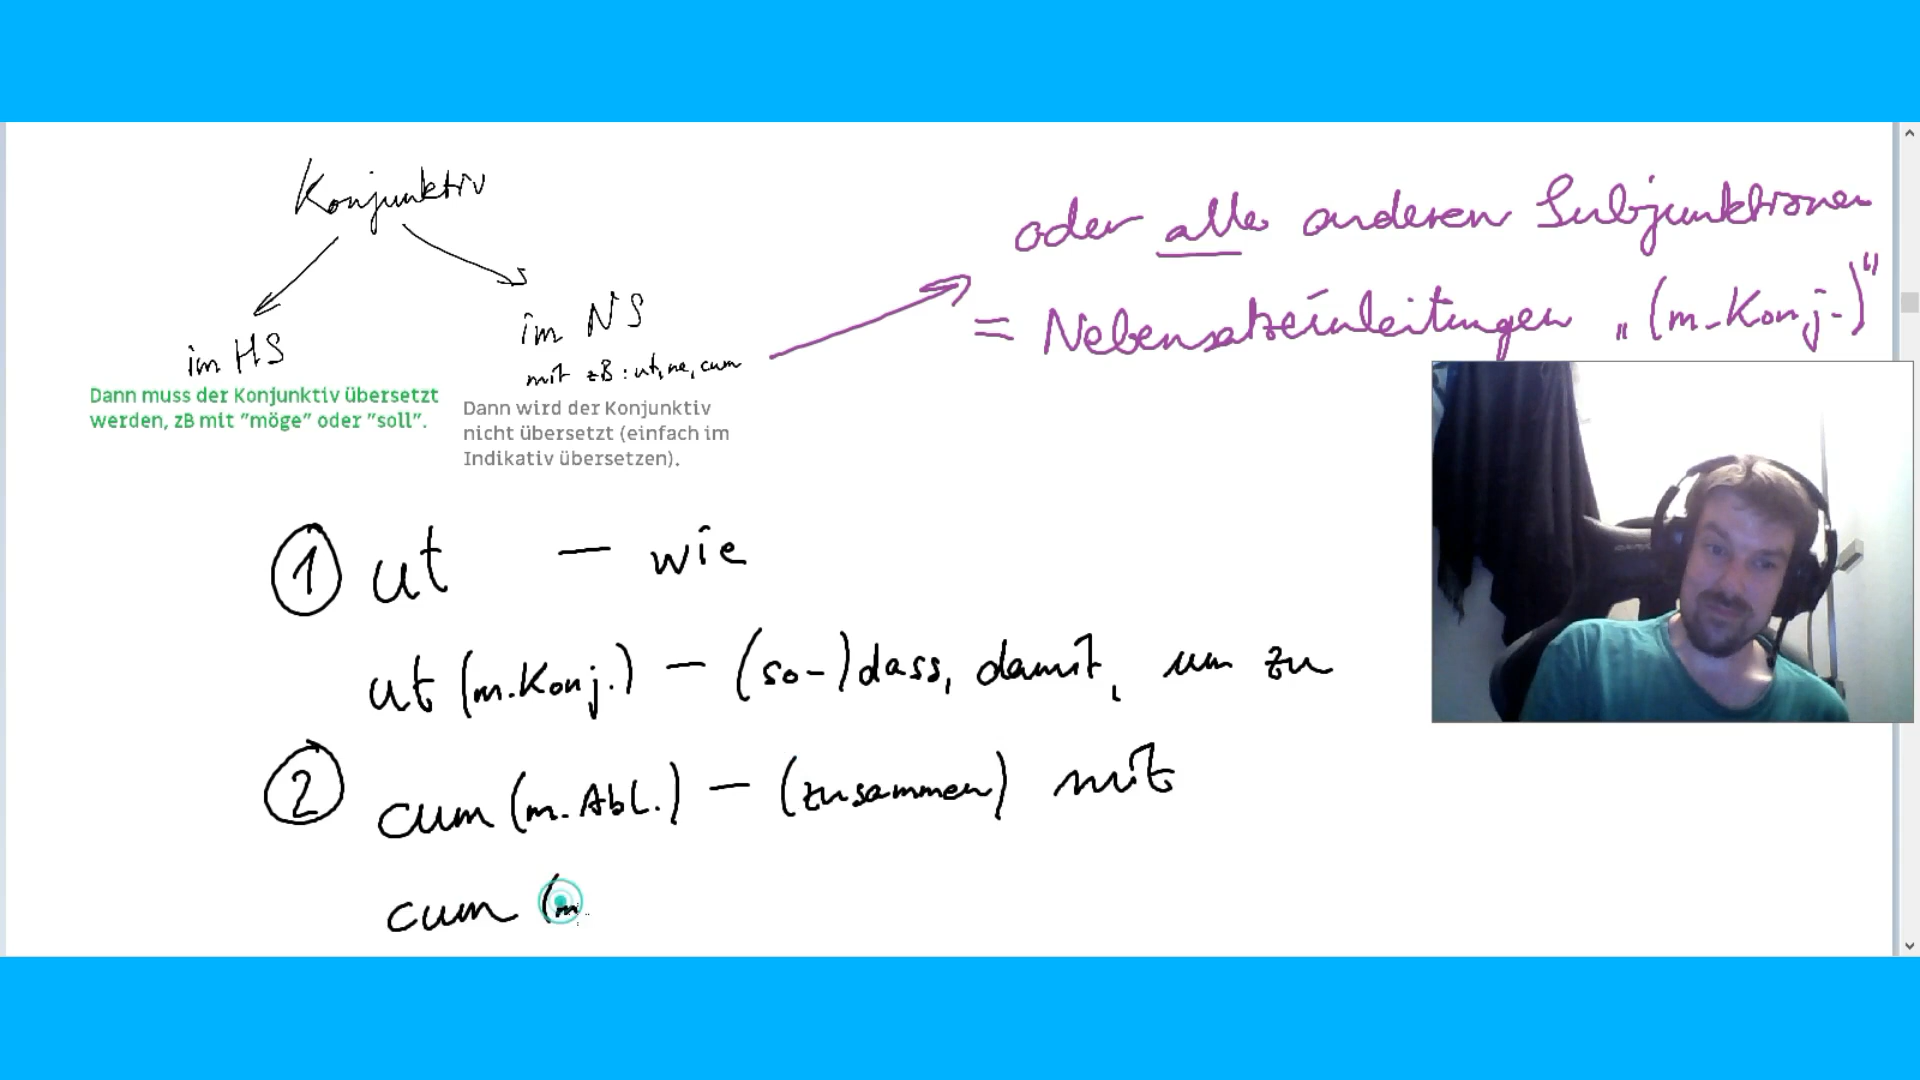 Konjunktiv
im HS
Dann muss der Konjunktiv übersetzt
werden, zB mit "möge" oder "soll".
im NS
mit zB: ut, ne, cum
Dann wird der Konjunktiv
nicht übersetzt (einfach im
Indikativ übersetzen).
oder alle anderen Subjunktionen
= Nebensatzeinleitungen „(m. Konj.)"
1 ut — wie
ut (m. Konj.) — (so-)dass, damit, um zu
2 cum (m. Abl.) — (zusammen) mit
cum (m.